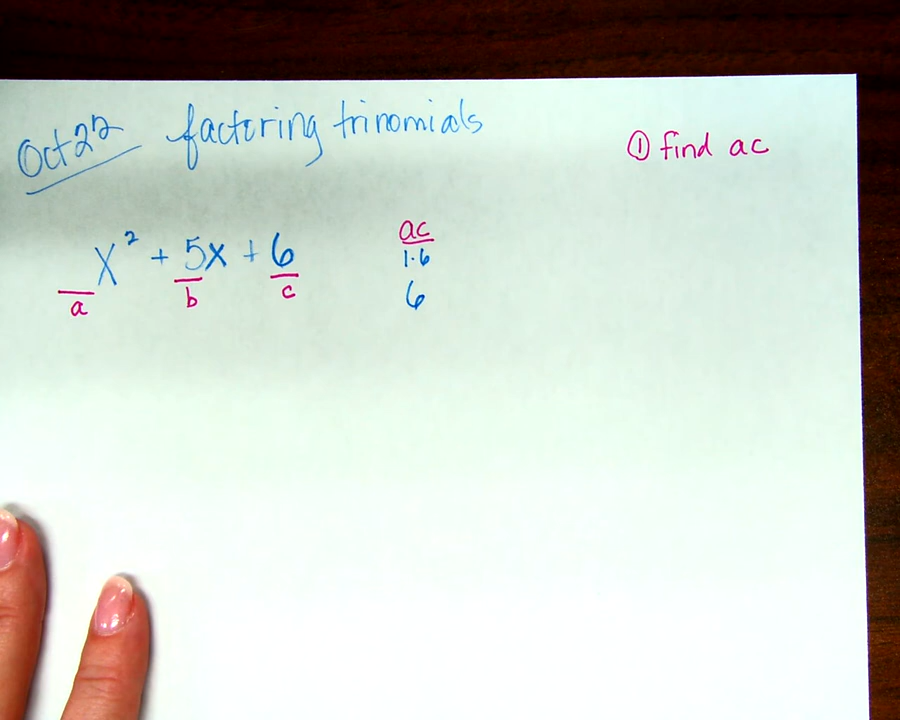 Oct 22 factoring trinomials
① find ac
x² + 5x + 6
a b c
ac
1·6
6